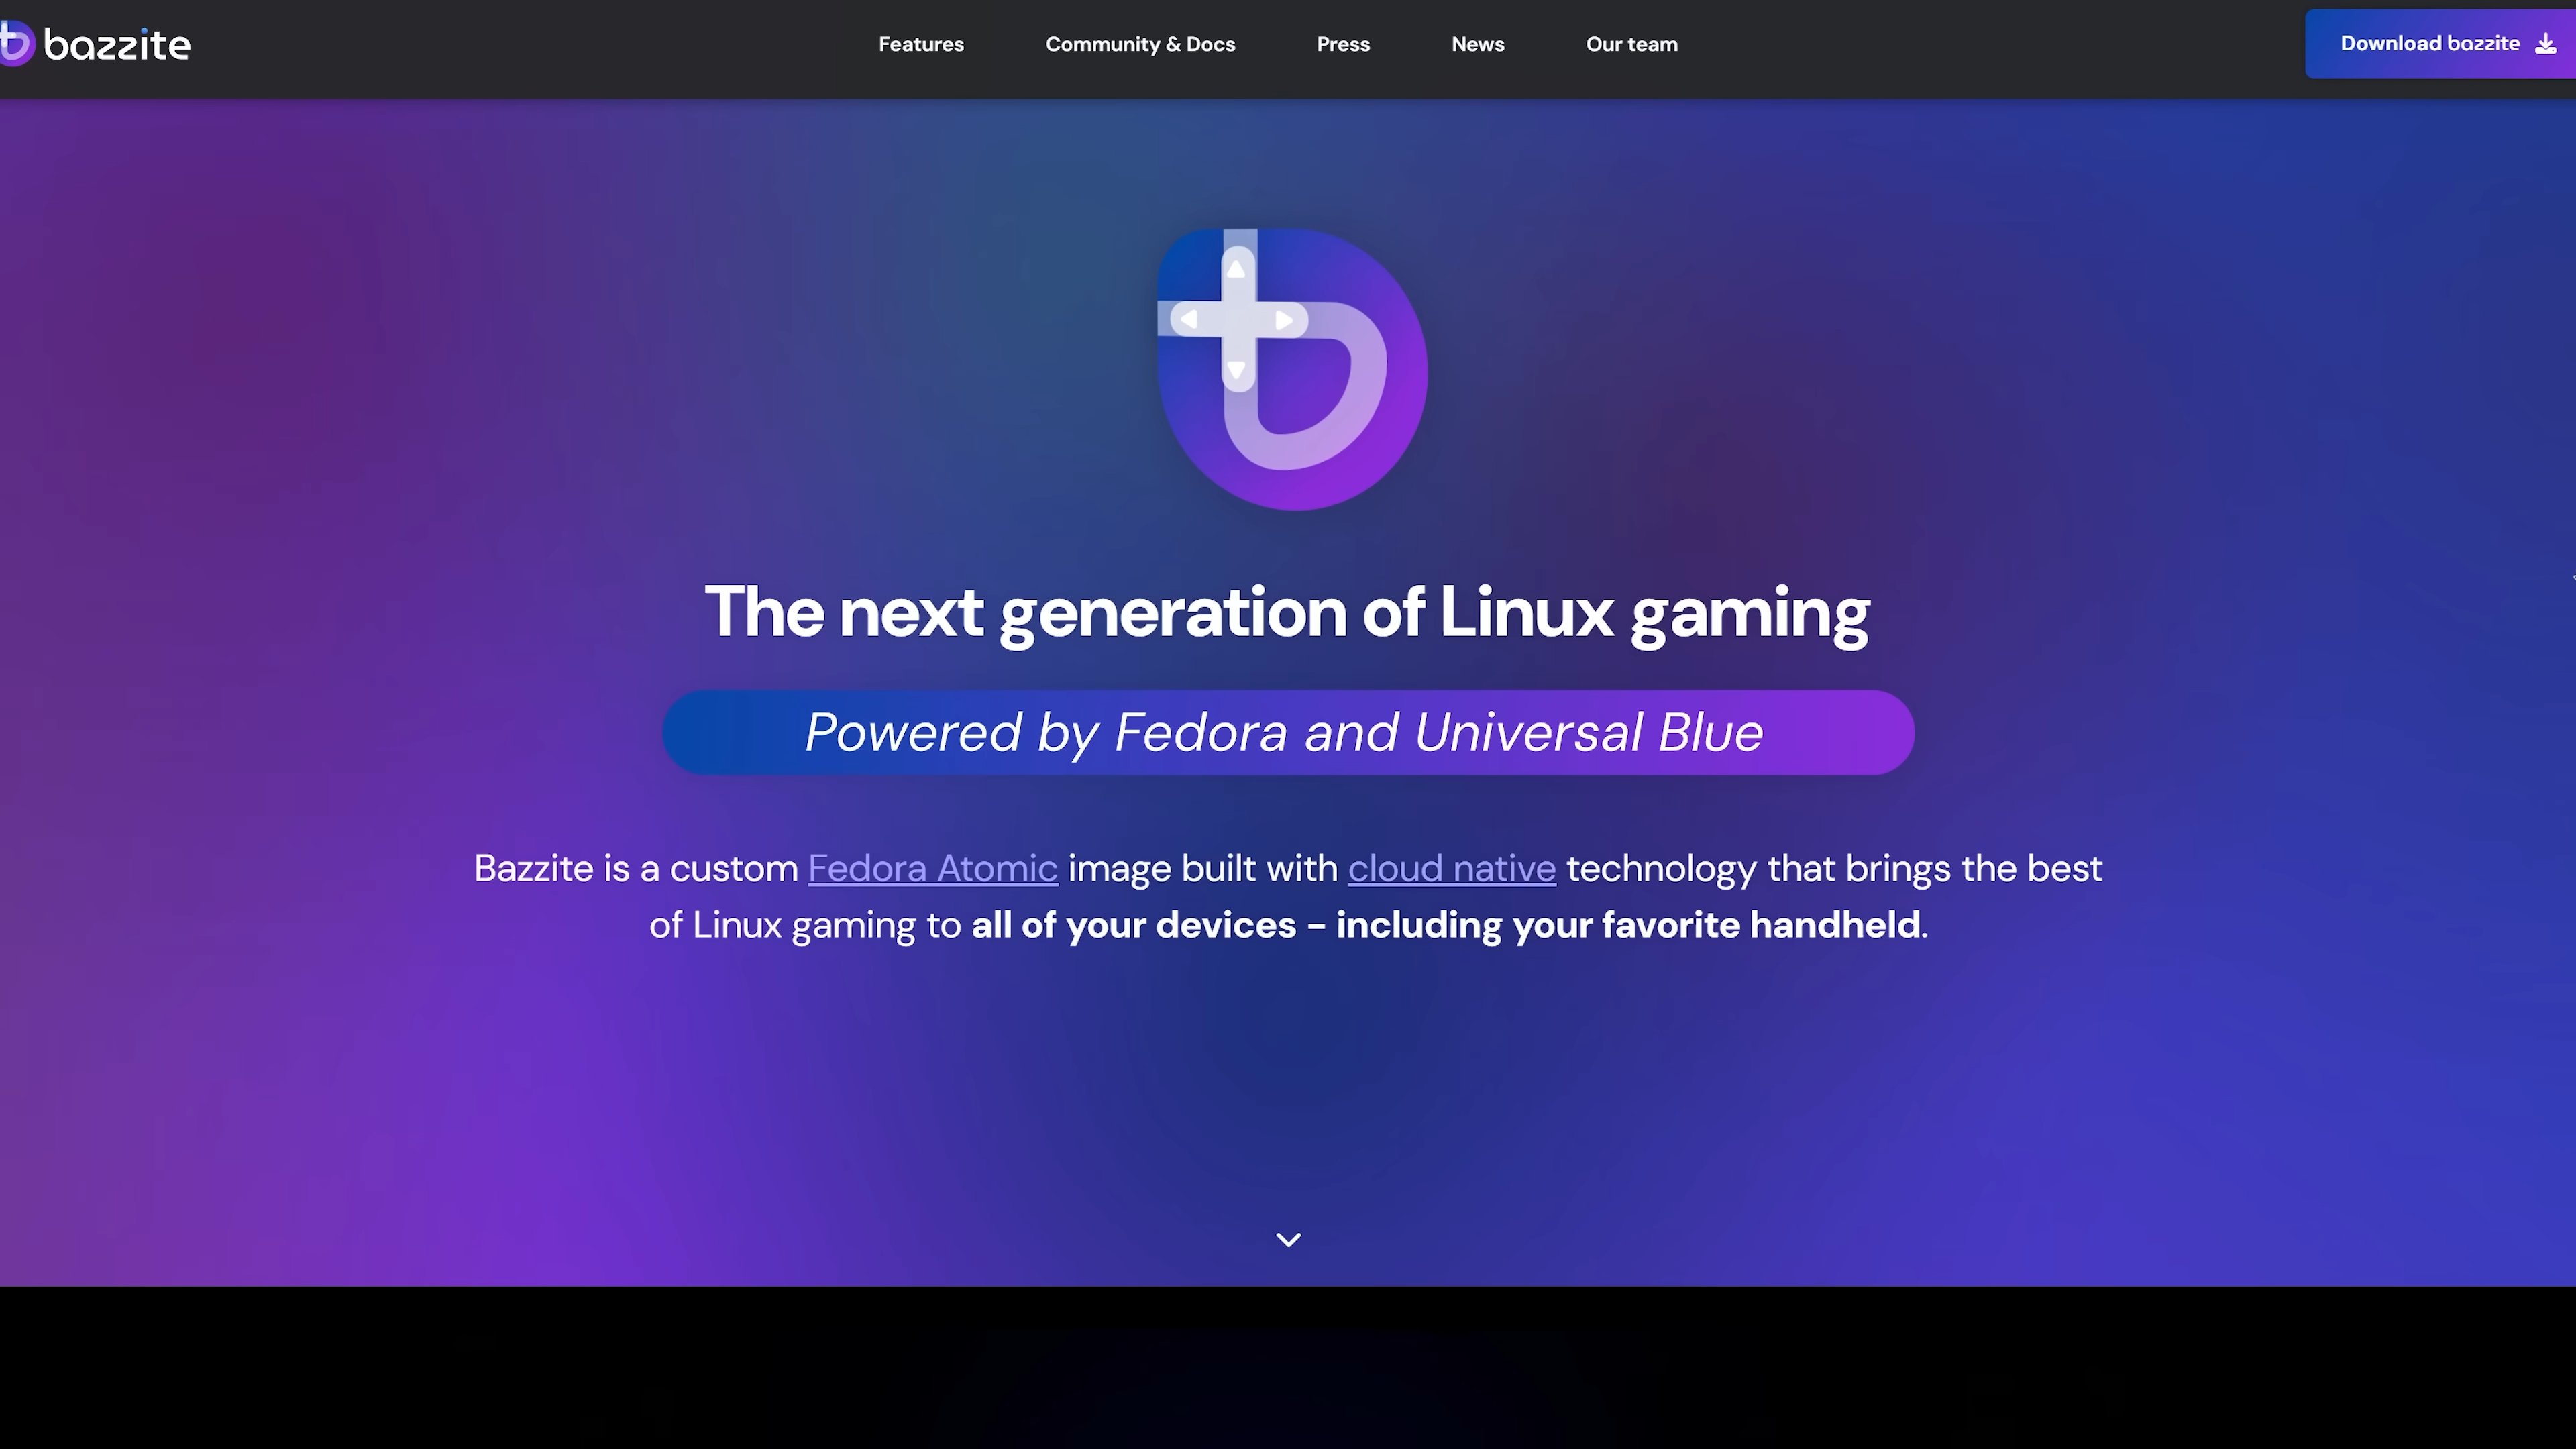 bazzite
Features
Community & Docs
Press
News
Our team
Download bazzite
The next generation of Linux gaming
Powered by Fedora and Universal Blue
Bazzite is a custom Fedora Atomic image built with cloud native technology that brings the best
of Linux gaming to all of your devices – including your favorite handheld.